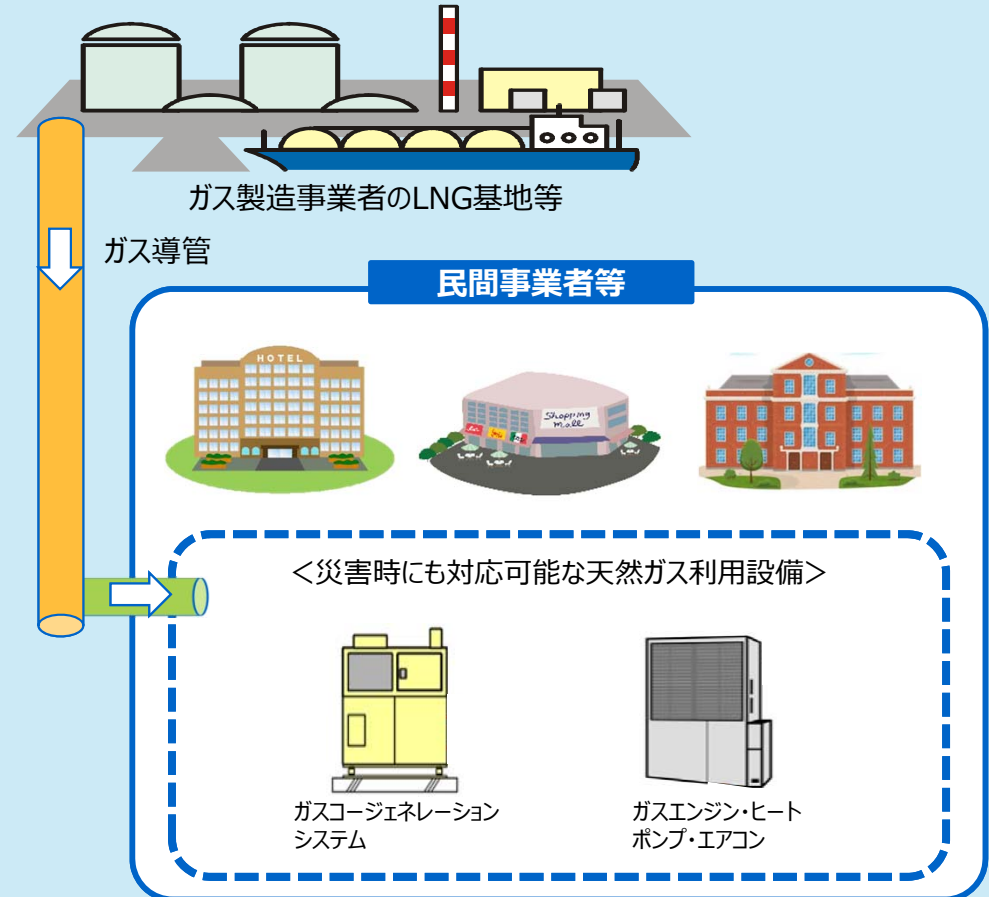 ガス製造事業者のLNG基地等
ガス導管
民間事業者等
HOTEL
Shopping
Mall
＜災害時にも対応可能な天然ガス利用設備＞
ガスコージェネレーション
システム
ガスエンジン・ヒート
ポンプ・エアコン